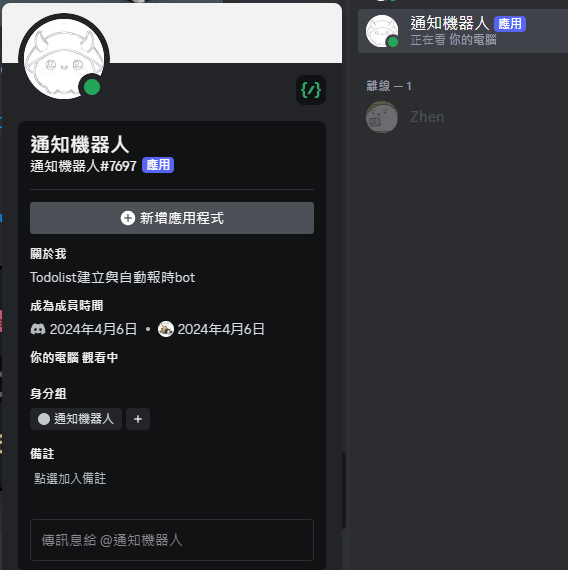 通知機器人
通知機器人#7697 應用
新增應用程式
關於我
Todolist建立與自動報時bot
成為成員時間
2024年4月6日 • 2024年4月6日
你的電腦 觀看中
身分組
通知機器人 +
備註
點選加入備註
傳訊息給 @通知機器人
通知機器人 應用
正在看 你的電腦
離線 — 1
Zhen